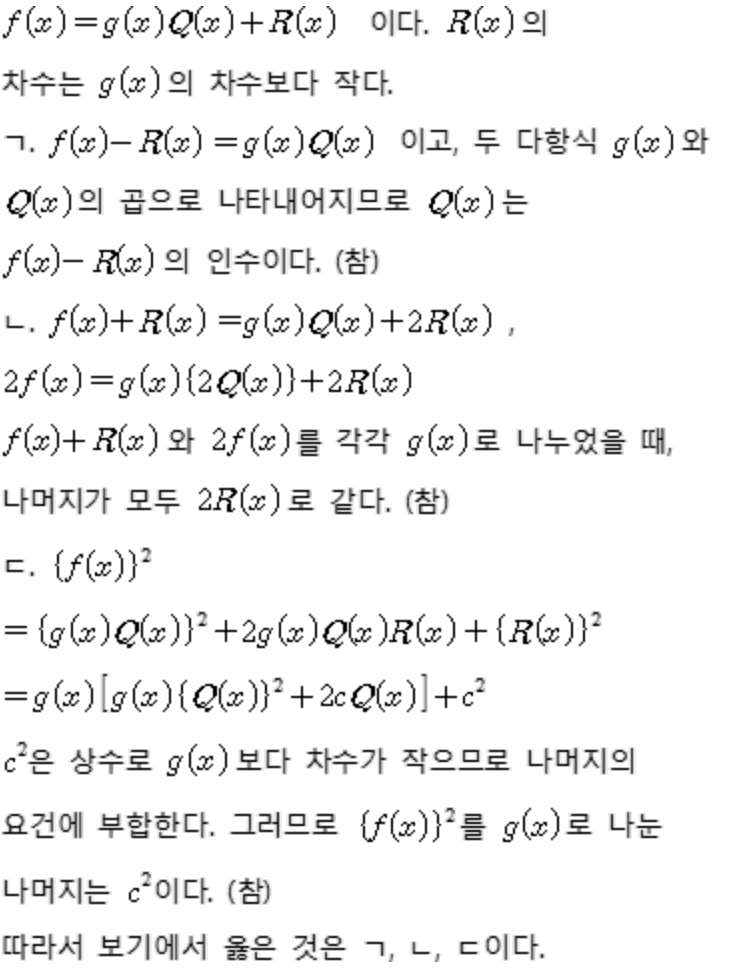 f(x)=g(x)Q(x)+R(x) 이다. R(x)의
차수는 g(x)의 차수보다 작다.
ㄱ. f(x)-R(x)=g(x)Q(x) 이고, 두 다항식 g(x)와
Q(x)의 곱으로 나타내어지므로 Q(x)는
f(x)-R(x)의 인수이다. (참)
ㄴ. f(x)+R(x)=g(x)Q(x)+2R(x) ,
2f(x)=g(x){2Q(x)}+2R(x)
f(x)+R(x)와 2f(x)를 각각 g(x)로 나누었을 때,
나머지가 모두 2R(x)로 같다. (참)
ㄷ. {f(x)}²
={g(x)Q(x)}²+2g(x)Q(x)R(x)+{R(x)}²
=g(x)[g(x){Q(x)}²+2cQ(x)]+c²
c²은 상수로 g(x)보다 차수가 작으므로 나머지의
요건에 부합한다. 그러므로 {f(x)}²를 g(x)로 나눈
나머지는 c²이다. (참)
따라서 보기에서 옳은 것은 ㄱ, ㄴ, ㄷ이다.